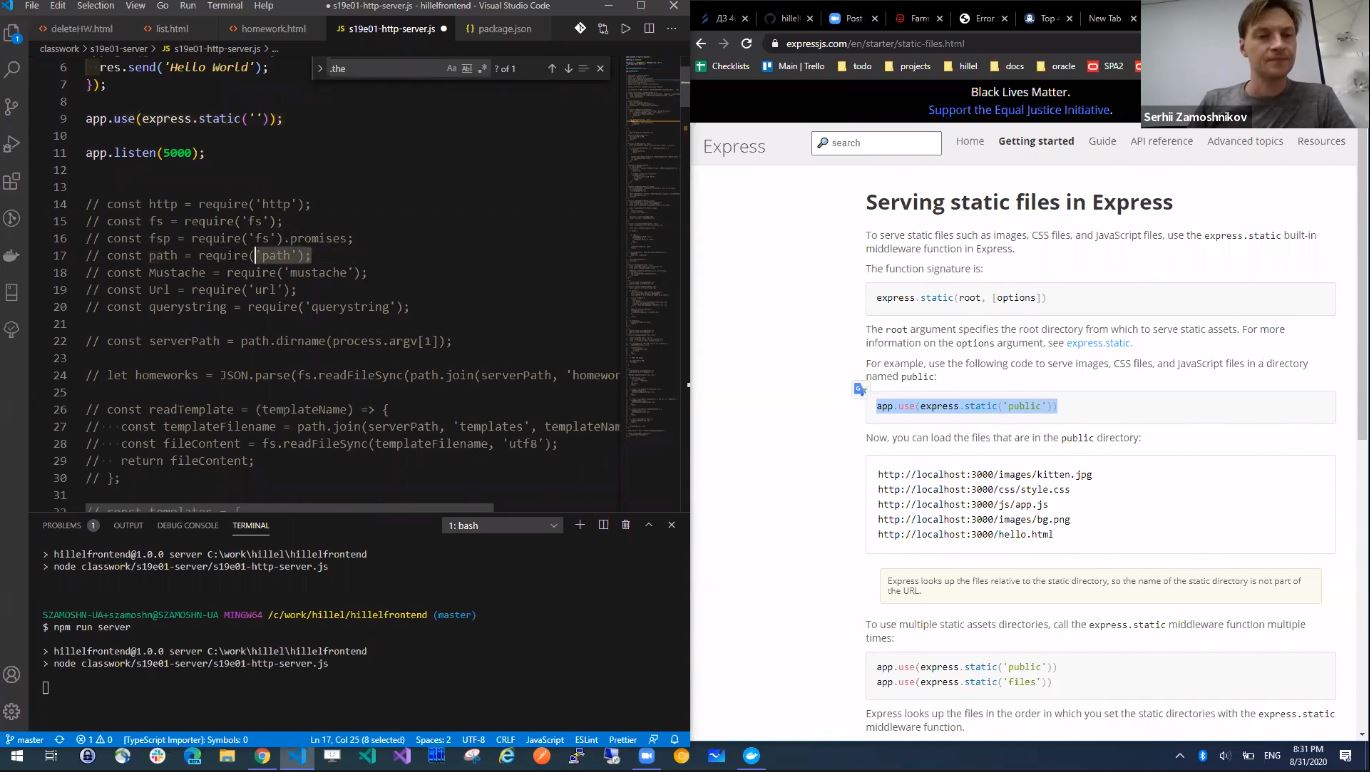 File Edit Selection View Go Run Terminal Help
● s19e01-http-server.js - hillelfrontend - Visual Studio Code
deleteHW.html
list.html
homework.html
JS s19e01-http-server.js ●
{} package.json
classwork > s19e01-server > JS s19e01-http-server.js > ...
.the
Aa
? of 1
6 res.send('Hello World');
7 });
8
9 app.use(express.static(''));
10
11 app.listen(5000);
12
13
14 // const http = require('http');
15 // const fs = require('fs');
16 // const fsp = require('fs').promises;
17 // const path = require('path');
18 // const Mustache = require('mustache');
19 // const Url = require('url');
20 // const querystring = require('querystring');
21
22 // const serverPath = path.dirname(process.argv[1]);
23
24 // let homeworks = JSON.parse(fs.readFileSync(path.join(serverPath, 'homewor
25
26 // const readTemplate = (templateName) => {
27 //   const templateFilename = path.join(serverPath, 'templates', templateNam
28 //   const fileContent = fs.readFileSync(templateFilename, 'utf8');
29 //   return fileContent;
30 // };
31
// const templates = {
PROBLEMS 1 OUTPUT DEBUG CONSOLE TERMINAL
1: bash
> hillelfrontend@1.0.0 server C:\work\hillel\hillelfrontend
> node classwork/s19e01-server/s19e01-http-server.js
SZAMOSHN-UA+szamoshn@SZAMOSHN-UA MINGW64 /c/work/hillel/hillelfrontend (master)
$ npm run server
> hillelfrontend@1.0.0 server C:\work\hillel\hillelfrontend
> node classwork/s19e01-server/s19e01-http-server.js
master 1 0 [TypeScript Importer]: Symbols: 0 Ln 17, Col 25 (8 selected) Spaces: 2 UTF-8 CRLF JavaScript ESLint Prettier
ДЗ 4
hillel
Post
Farm
Error
Top
New Tab
expressjs.com/en/starter/static-files.html
Checklists
Main | Trello
todo
projects
hillel
docs
oracle
SPA2
Serhii Zamoshnikov
Black Lives Matter.
Support the Equal Justice Initiative.
Express
search
Home Getting started Guide API reference Advanced topics Resources
Serving static files in Express
To serve static files such as images, CSS files, and JavaScript files, use the express.static built-in
middleware function in Express.
The function signature is:
express.static(root, [options])
The root argument specifies the root directory from which to serve static assets. For more
information on the options argument, see express.static.
For example, use the following code to serve images, CSS files, and JavaScript files in a directory
named public:
app.use(express.static('public'))
Now, you can load the files that are in the public directory:
http://localhost:3000/images/kitten.jpg
http://localhost:3000/css/style.css
http://localhost:3000/js/app.js
http://localhost:3000/images/bg.png
http://localhost:3000/hello.html
Express looks up the files relative to the static directory, so the name of the static directory is not part of
the URL.
To use multiple static assets directories, call the express.static middleware function multiple
times:
app.use(express.static('public'))
app.use(express.static('files'))
Express looks up the files in the order in which you set the static directories with the express.static
middleware function.
ENG
8:31 PM
8/31/2020